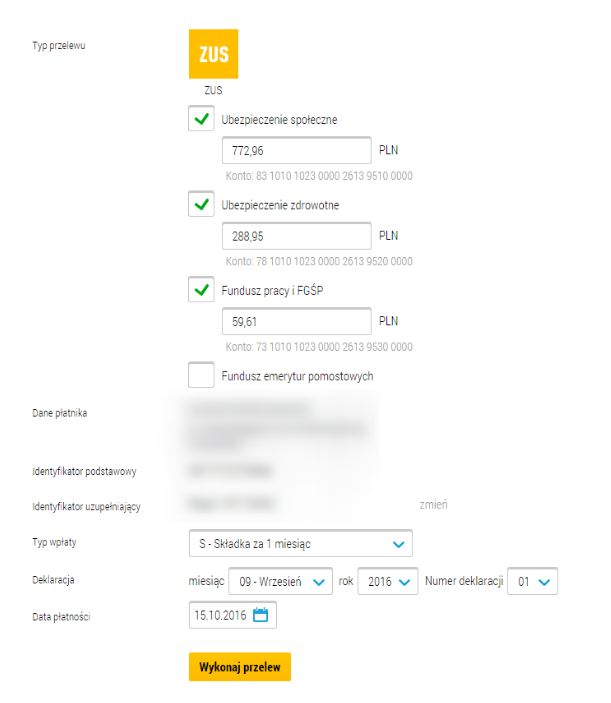 Typ przelewu
ZUS
ZUS
Ubezpieczenie społeczne
772,96 PLN
Konto: 83 1010 1023 0000 2613 9510 0000
Ubezpieczenie zdrowotne
288,95 PLN
Konto: 78 1010 1023 0000 2613 9520 0000
Fundusz pracy i FGŚP
59,61 PLN
Konto: 73 1010 1023 0000 2613 9530 0000
Fundusz emerytur pomostowych
Dane płatnika
Identyfikator podstawowy
Identyfikator uzupełniający zmień
Typ wpłaty S - Składka za 1 miesiąc
Deklaracja miesiąc 09 - Wrzesień rok 2016 Numer deklaracji 01
Data płatności 15.10.2016
Wykonaj przelew